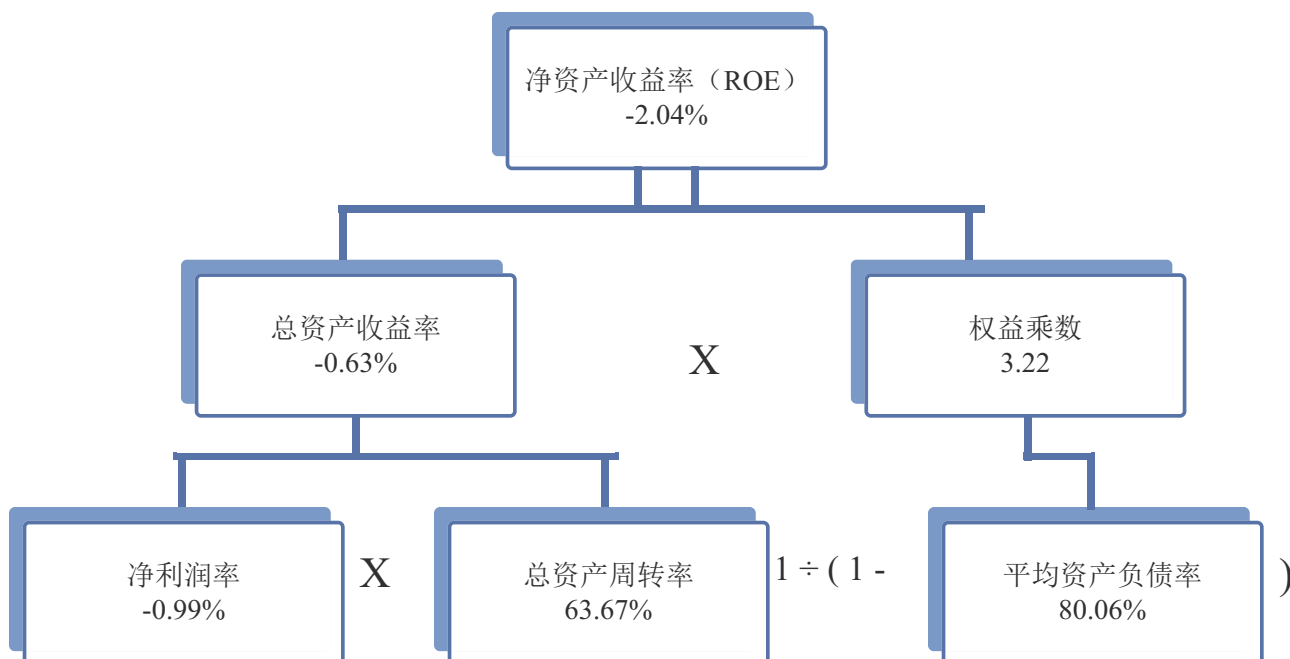 净资产收益率（ROE）
-2.04%
总资产收益率
-0.63%
X
权益乘数
3.22
净利润率
-0.99%
X
总资产周转率
63.67%
1 ÷ ( 1 -
平均资产负债率
80.06%
)